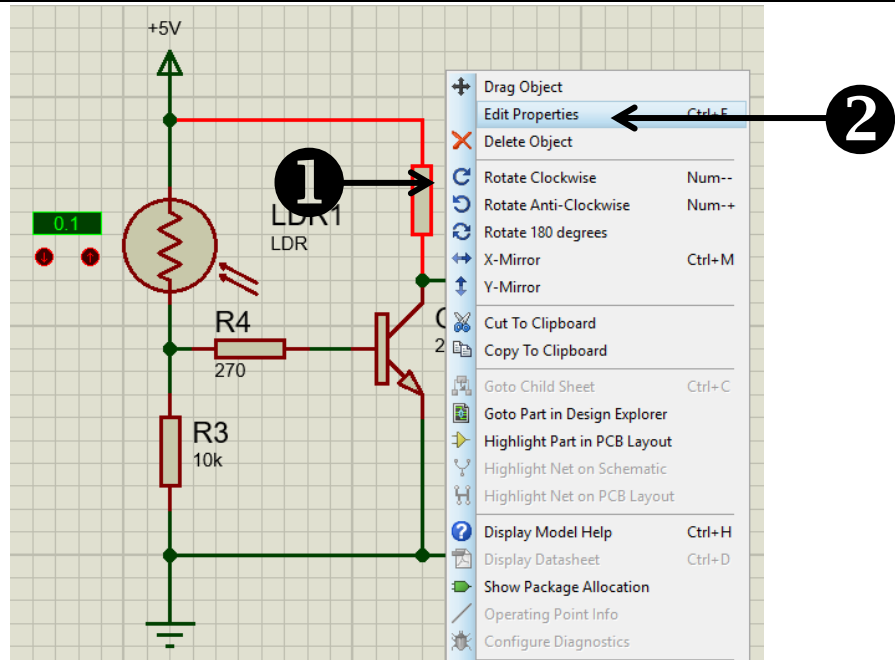 +5V
Drag Object
Edit Properties Ctrl+E
2
Delete Object
1
Rotate Clockwise Num--
0.1
LDR1
Rotate Anti-Clockwise Num-+
LDR
Rotate 180 degrees
X-Mirror Ctrl+M
Y-Mirror
R4
Cut To Clipboard
270
2
Copy To Clipboard
Goto Child Sheet Ctrl+C
Goto Part in Design Explorer
R3
Highlight Part in PCB Layout
10k
Highlight Net on Schematic
Highlight Net on PCB Layout
Display Model Help Ctrl+H
Display Datasheet Ctrl+D
Show Package Allocation
Operating Point Info
Configure Diagnostics